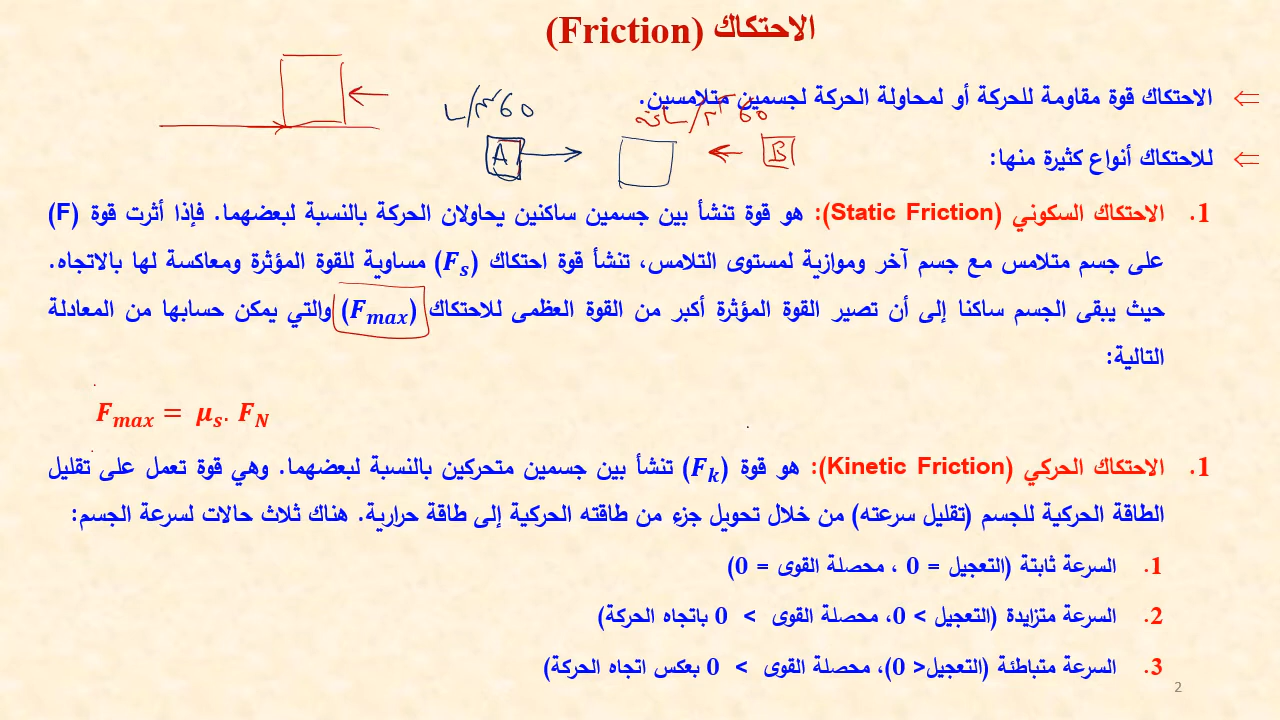 الاحتكاك (Friction)
⇐ الاحتكاك قوة مقاومة للحركة أو لمحاولة الحركة لجسمين متلامسين.
60
60
A
B
⇐ للاحتكاك أنواع كثيرة منها:
1. الاحتكاك السكوني (Static Friction): هو قوة تنشأ بين جسمين ساكنين يحاولان الحركة بالنسبة لبعضهما. فإذا أثرت قوة (F)
على جسم متلامس مع جسم آخر وموازية لمستوى التلامس، تنشأ قوة احتكاك (Fs) مساوية للقوة المؤثرة ومعاكسة لها بالاتجاه.
حيث يبقى الجسم ساكنا إلى أن تصير القوة المؤثرة أكبر من القوة العظمى للاحتكاك (Fmax) والتي يمكن حسابها من المعادلة
التالية:
Fmax = μs. FN
1. الاحتكاك الحركي (Kinetic Friction): هو قوة (Fk) تنشأ بين جسمين متحركين بالنسبة لبعضهما. وهي قوة تعمل على تقليل
الطاقة الحركية للجسم (تقليل سرعته) من خلال تحويل جزء من طاقته الحركية إلى طاقة حرارية. هناك ثلاث حالات لسرعة الجسم:
1. السرعة ثابتة (التعجيل = 0 ، محصلة القوى = 0)
2. السرعة متزايدة (التعجيل > 0، محصلة القوى > 0 باتجاه الحركة)
3. السرعة متباطئة (التعجيل< 0)، محصلة القوى > 0 بعكس اتجاه الحركة)
2